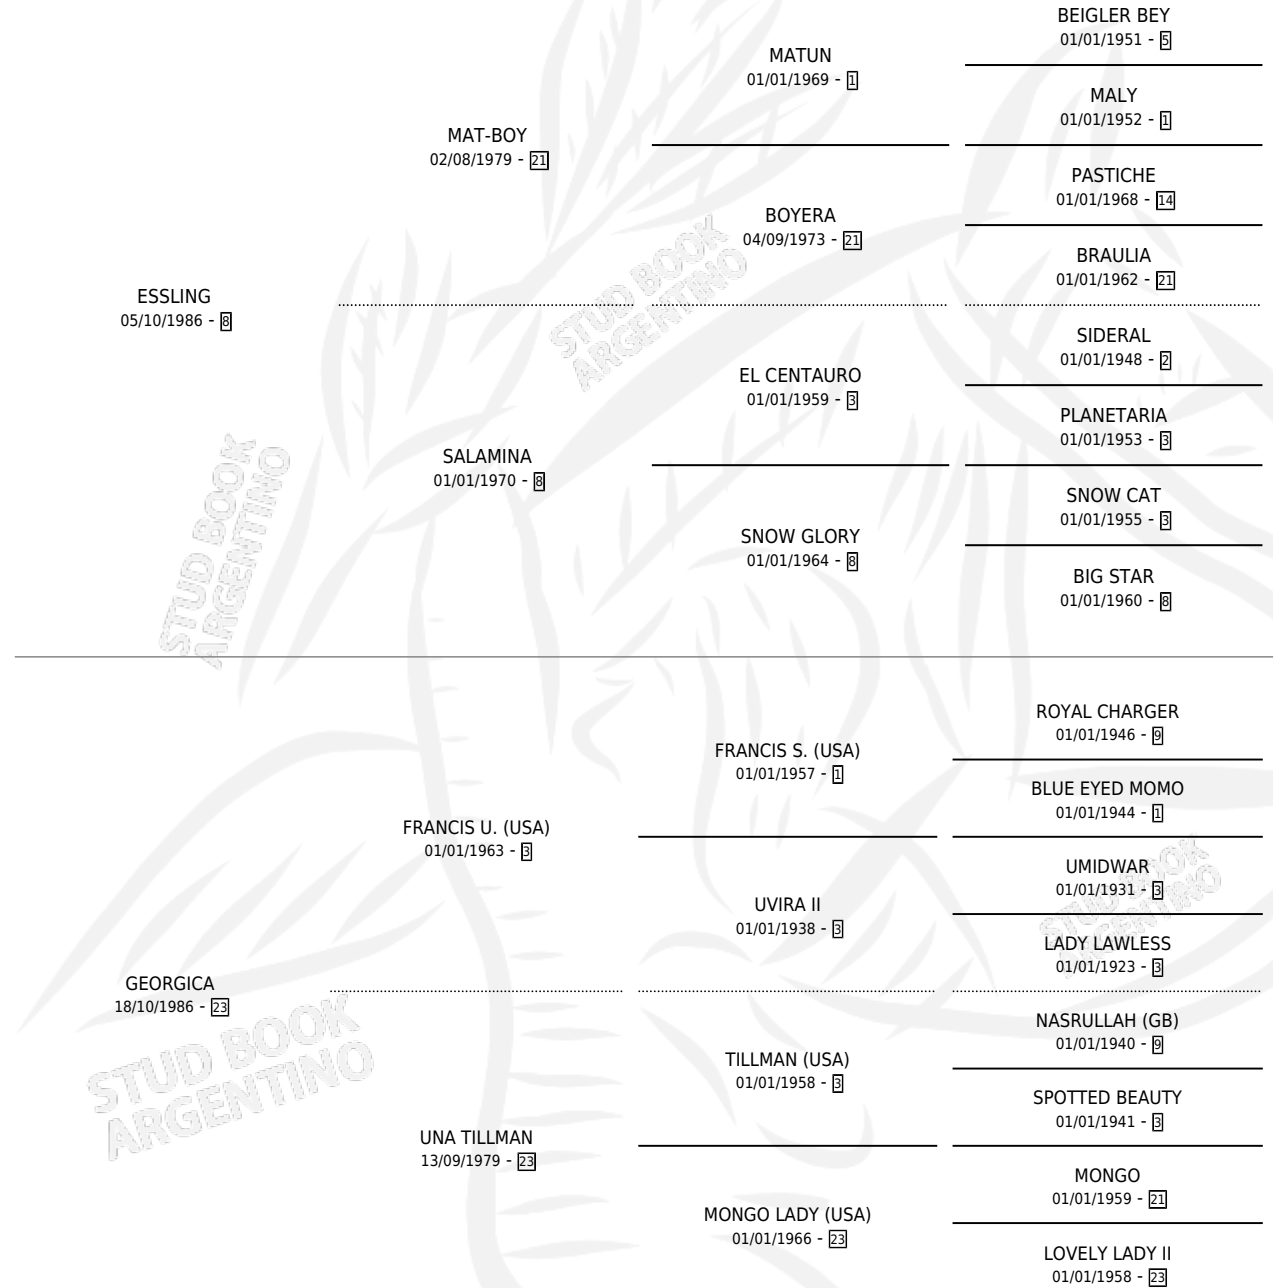 BEIGLER BEY
01/01/1951 - 5
MATUN
01/01/1969 - 1
MALY
01/01/1952 - 1
MAT-BOY
02/08/1979 - 21
PASTICHE
01/01/1968 - 14
BOYERA
04/09/1973 - 21
BRAULIA
01/01/1962 - 21
ESSLING
05/10/1986 - 8
STUD BOOK
ARGENTINO
SIDERAL
01/01/1948 - 2
EL CENTAURO
01/01/1959 - 3
PLANETARIA
01/01/1953 - 3
SALAMINA
01/01/1970 - 8
SNOW CAT
01/01/1955 - 3
SNOW GLORY
01/01/1964 - 8
BIG STAR
01/01/1960 - 8
STUD BOOK
ARGENTINO
ROYAL CHARGER
01/01/1946 - 9
FRANCIS S. (USA)
01/01/1957 - 1
BLUE EYED MOMO
01/01/1944 - 1
FRANCIS U. (USA)
01/01/1963 - 3
UMIDWAR
01/01/1931 - 3
UVIRA II
01/01/1938 - 3
LADY LAWLESS
01/01/1923 - 3
STUD BOOK
ARGENTINO
GEORGICA
18/10/1986 - 23
NASRULLAH (GB)
01/01/1940 - 9
TILLMAN (USA)
01/01/1958 - 3
SPOTTED BEAUTY
01/01/1941 - 3
STUD BOOK
ARGENTINO
UNA TILLMAN
13/09/1979 - 23
MONGO
01/01/1959 - 21
MONGO LADY (USA)
01/01/1966 - 23
LOVELY LADY II
01/01/1958 - 23